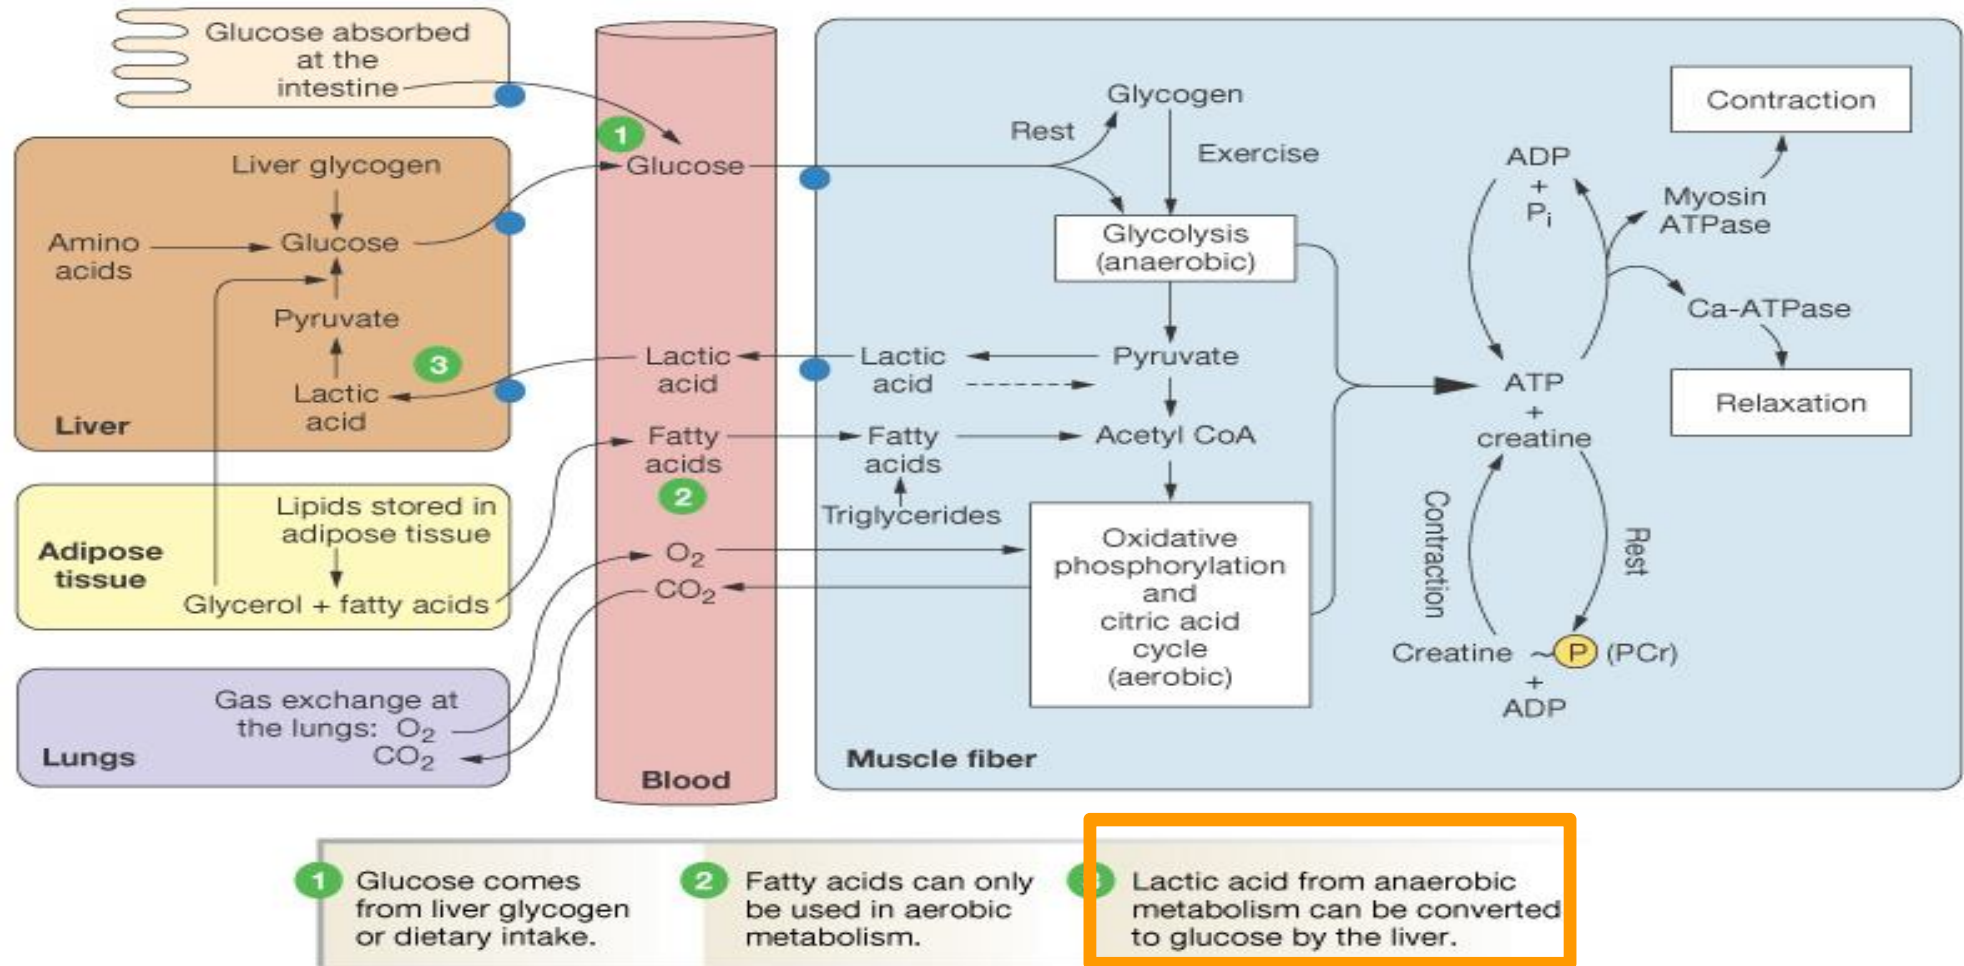 Glucose absorbed
at the
intestine
Liver glycogen
Amino
acids
Glucose
Pyruvate
3
Lactic
acid
Liver
Lipids stored in
adipose tissue
Adipose
tissue
Glycerol + fatty acids
Gas exchange at
the lungs: O2
CO2
Lungs
1
Glucose
Lactic
acid
Fatty
acids
2
O2
CO2
Blood
Glycogen
Rest
Exercise
Glycolysis
(anaerobic)
Lactic
acid
Pyruvate
Fatty
acids
Acetyl CoA
Triglycerides
Oxidative
phosphorylation
and
citric acid
cycle
(aerobic)
Muscle fiber
Contraction
ADP
+
Pi
Myosin
ATPase
Ca-ATPase
Relaxation
ATP
+
creatine
Contraction
Rest
Creatine ~ P (PCr)
+
ADP
1 Glucose comes
from liver glycogen
or dietary intake.
2 Fatty acids can only
be used in aerobic
metabolism.
3 Lactic acid from anaerobic
metabolism can be converted
to glucose by the liver.